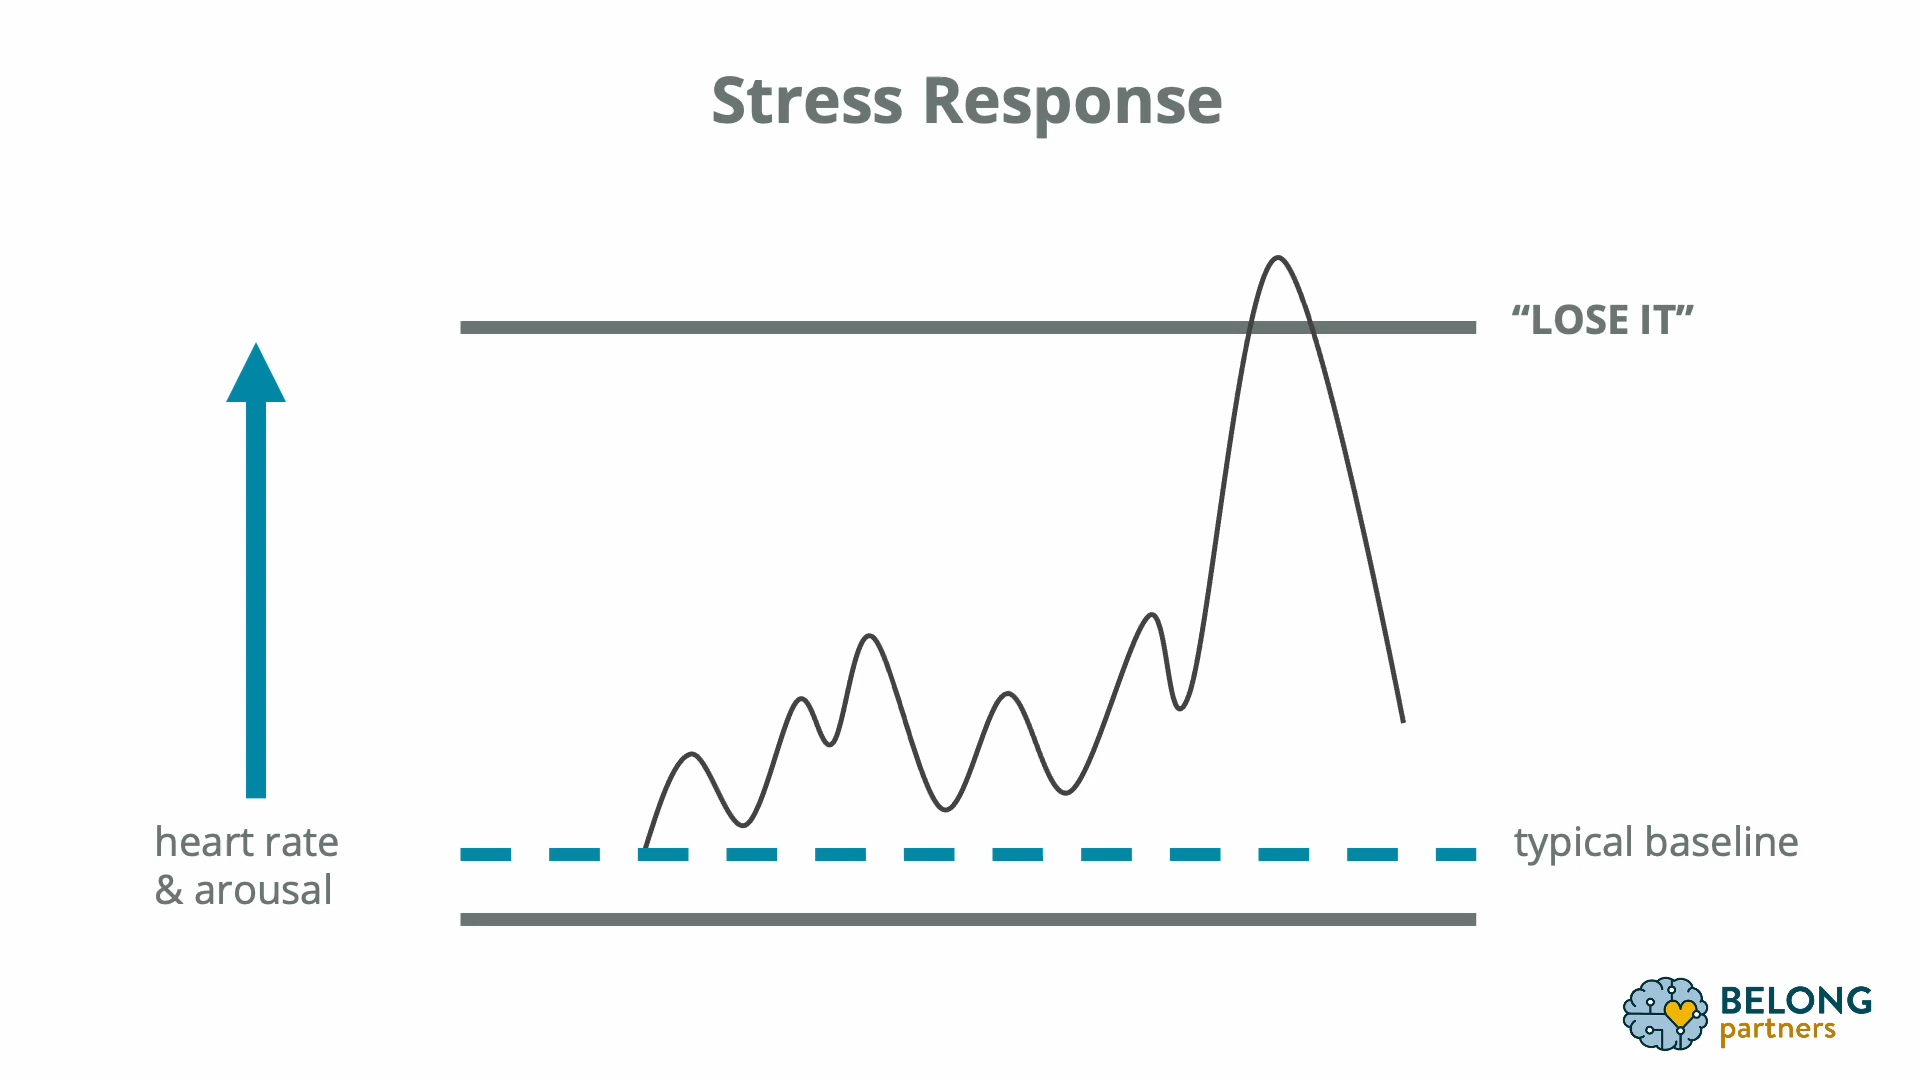 Stress Response
“LOSE IT”
heart rate
& arousal
typical baseline
BELONG
partners